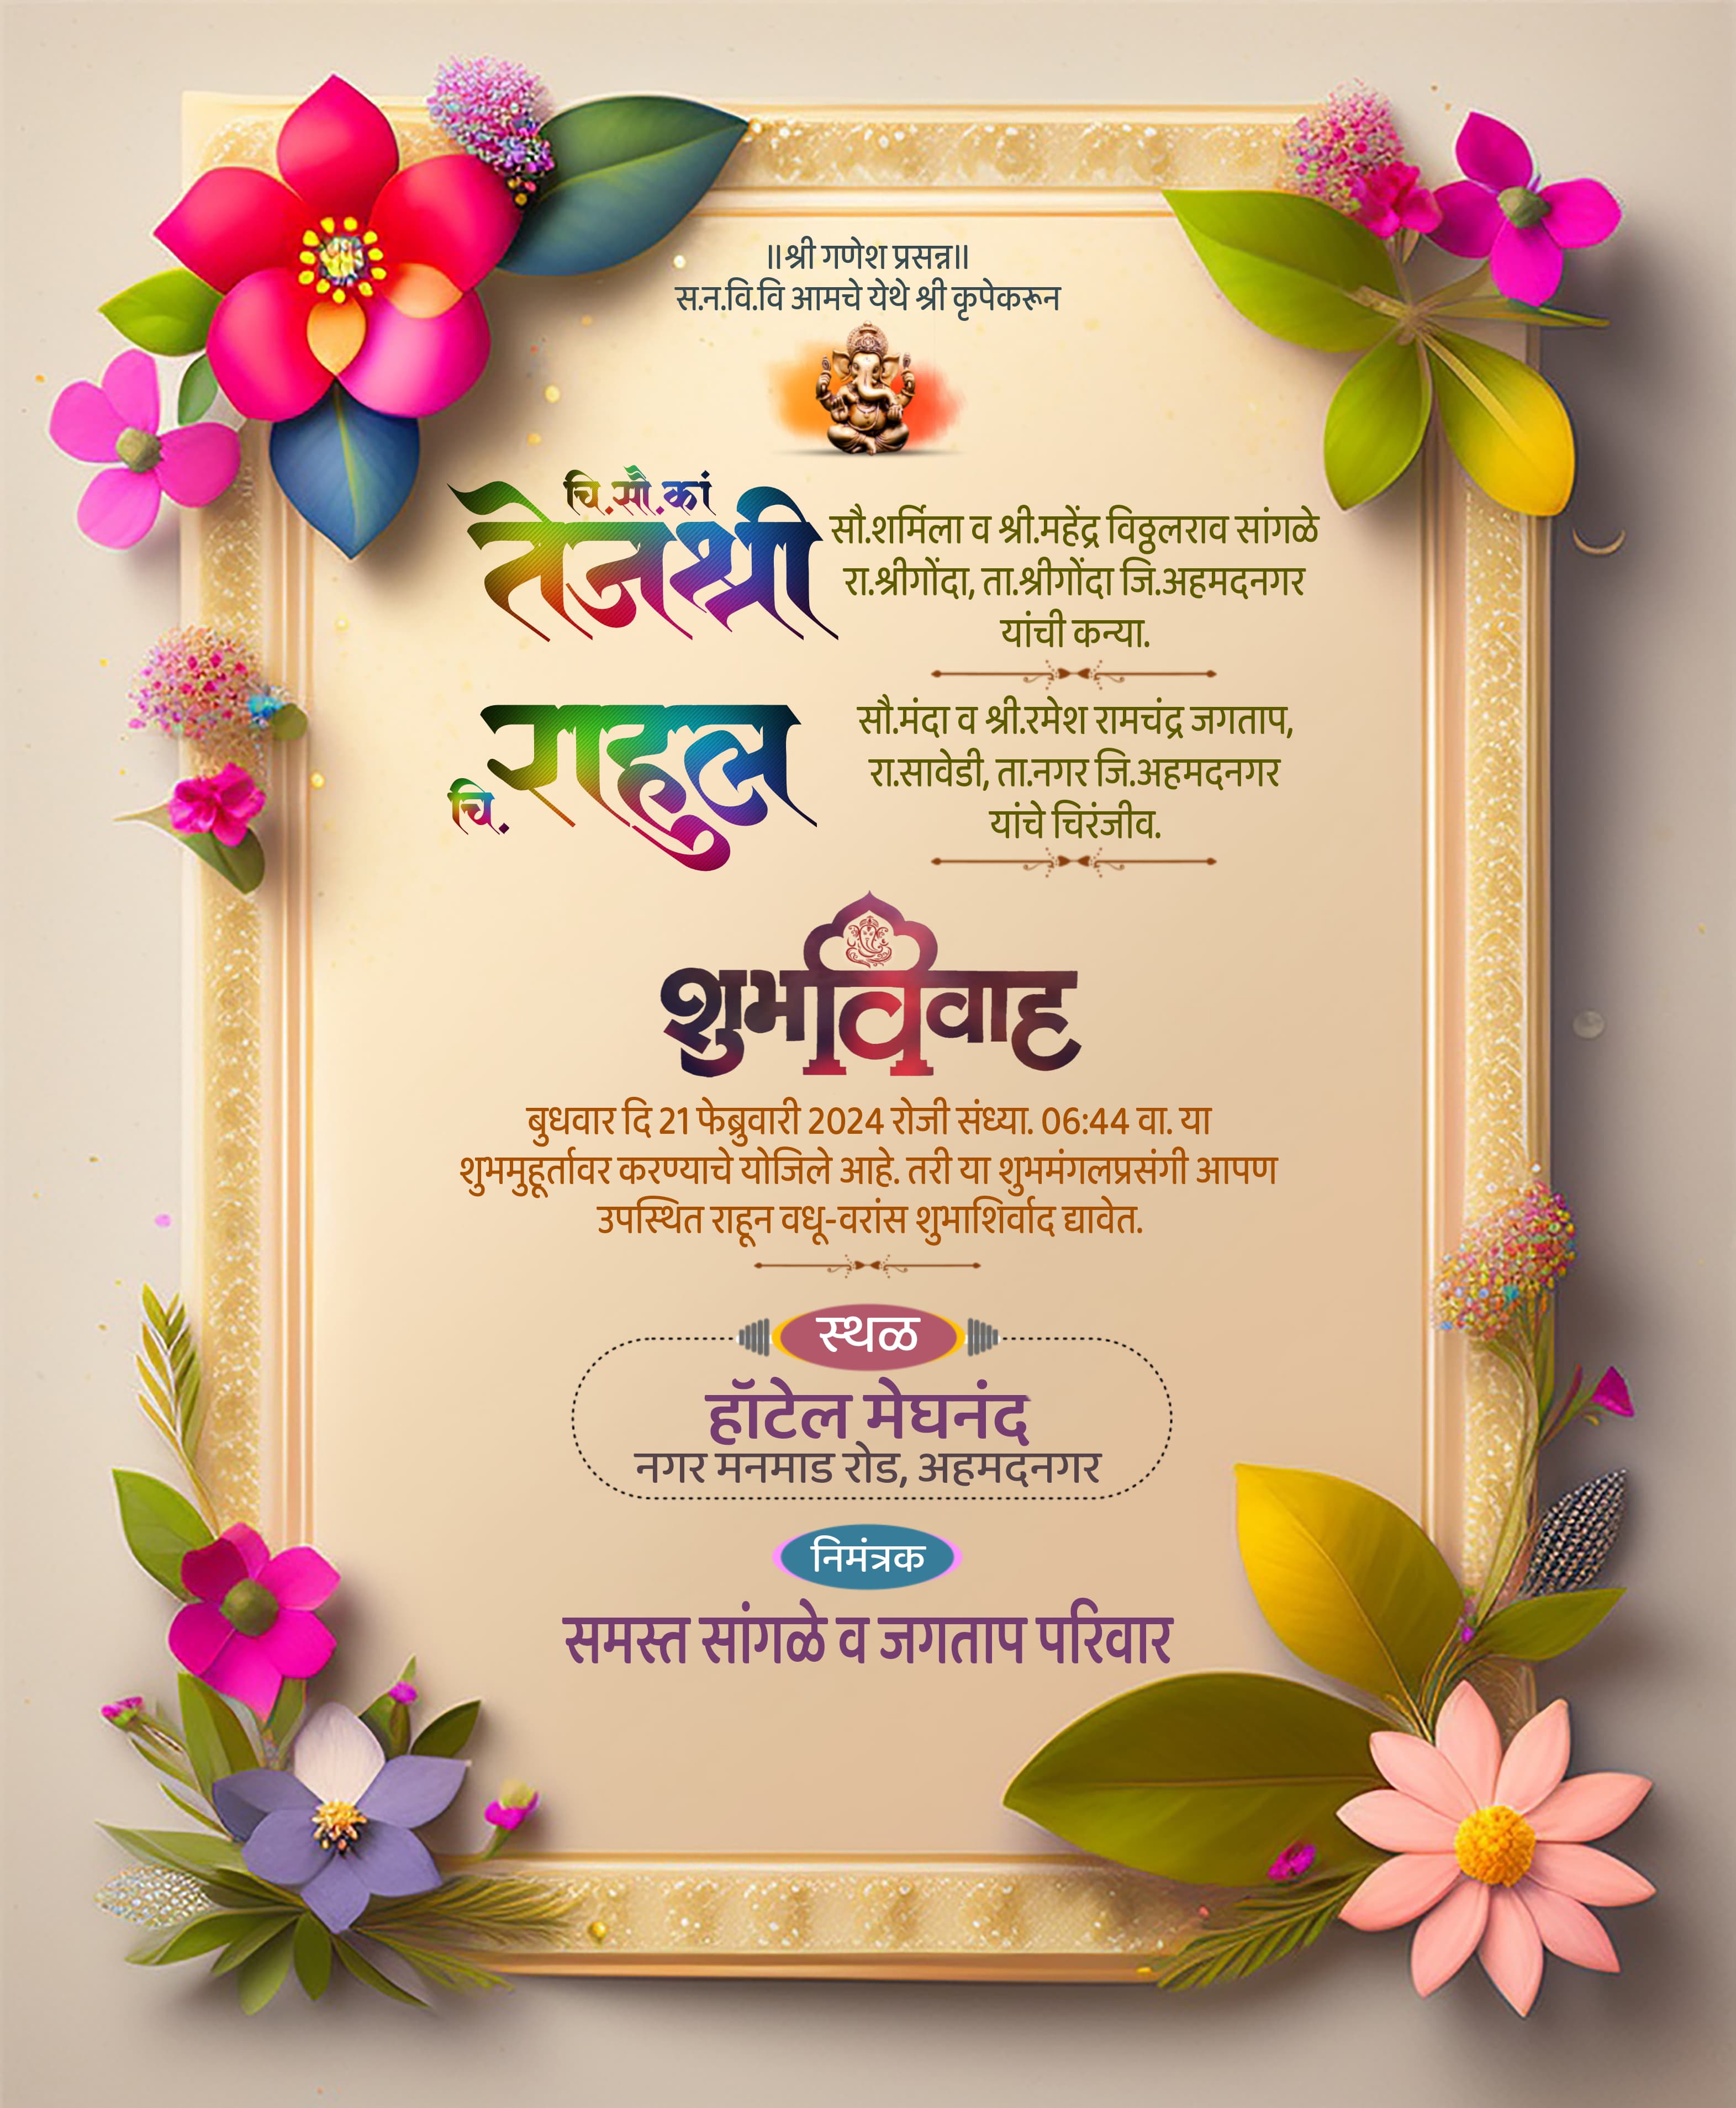 ॥श्री गणेश प्रसन्न॥
स.न.वि.वि आमचे येथे श्री कृपेकरून
चि.सौ.कां
तेजश्री
सौ.शर्मिला व श्री.महेंद्र विठ्ठलराव सांगळे
रा.श्रीगोंदा, ता.श्रीगोंदा जि.अहमदनगर
यांची कन्या.
चि. राहुल
सौ.मंदा व श्री.रमेश रामचंद्र जगताप,
रा.सावेडी, ता.नगर जि.अहमदनगर
यांचे चिरंजीव.
शुभविवाह
बुधवार दि 21 फेब्रुवारी 2024 रोजी संध्या. 06:44 वा. या
शुभमुहूर्तावर करण्याचे योजिले आहे. तरी या शुभमंगलप्रसंगी आपण
उपस्थित राहून वधू-वरांस शुभाशिर्वाद द्यावेत.
स्थळ
हॉटेल मेघनंद
नगर मनमाड रोड, अहमदनगर
निमंत्रक
समस्त सांगळे व जगताप परिवार